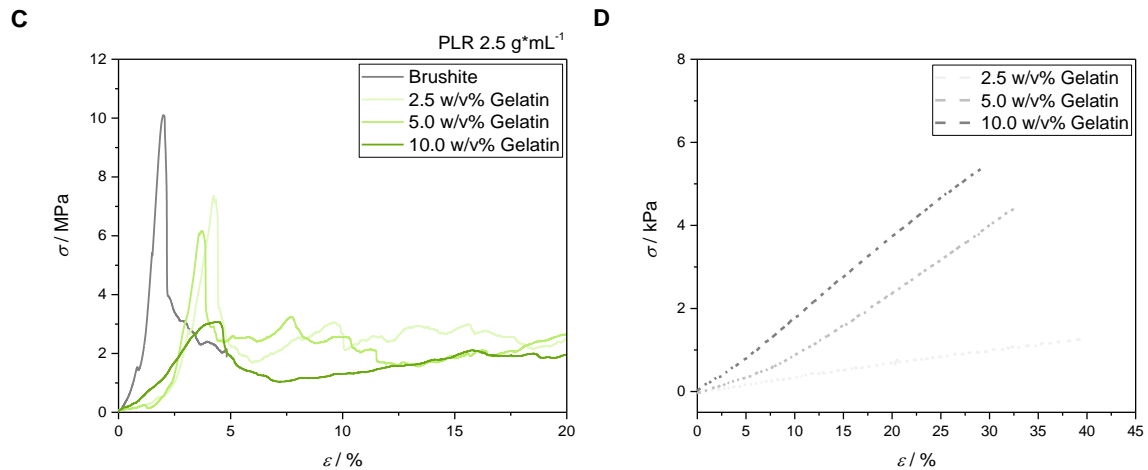 C
PLR 2.5 g*mL⁻¹
12
10
8
6
4
2
0
σ / MPa
Brushite
2.5 w/v% Gelatin
5.0 w/v% Gelatin
10.0 w/v% Gelatin
0 5 10 15 20
ε / %
D
8
6
4
2
0
σ / kPa
2.5 w/v% Gelatin
5.0 w/v% Gelatin
10.0 w/v% Gelatin
0 5 10 15 20 25 30 35 40 45
ε / %